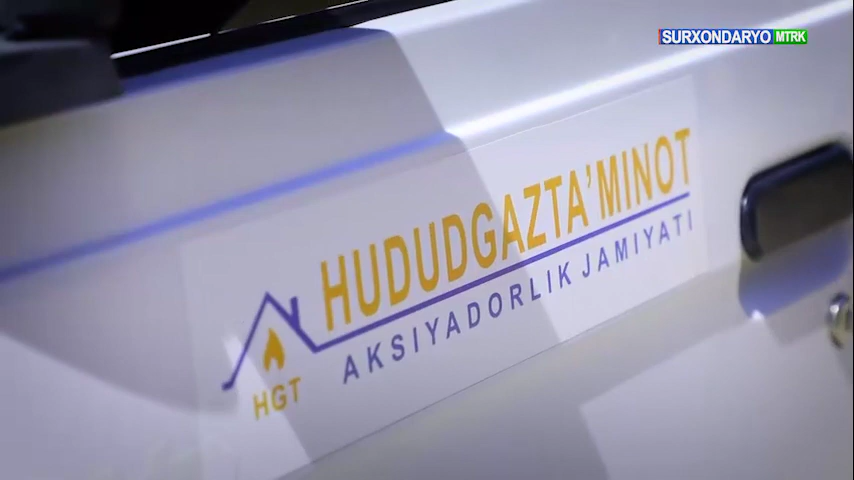 SURXONDARYO MTRK
HUDUDGAZTA'MINOT
AKSIYADORLIK JAMIYATI
HGT